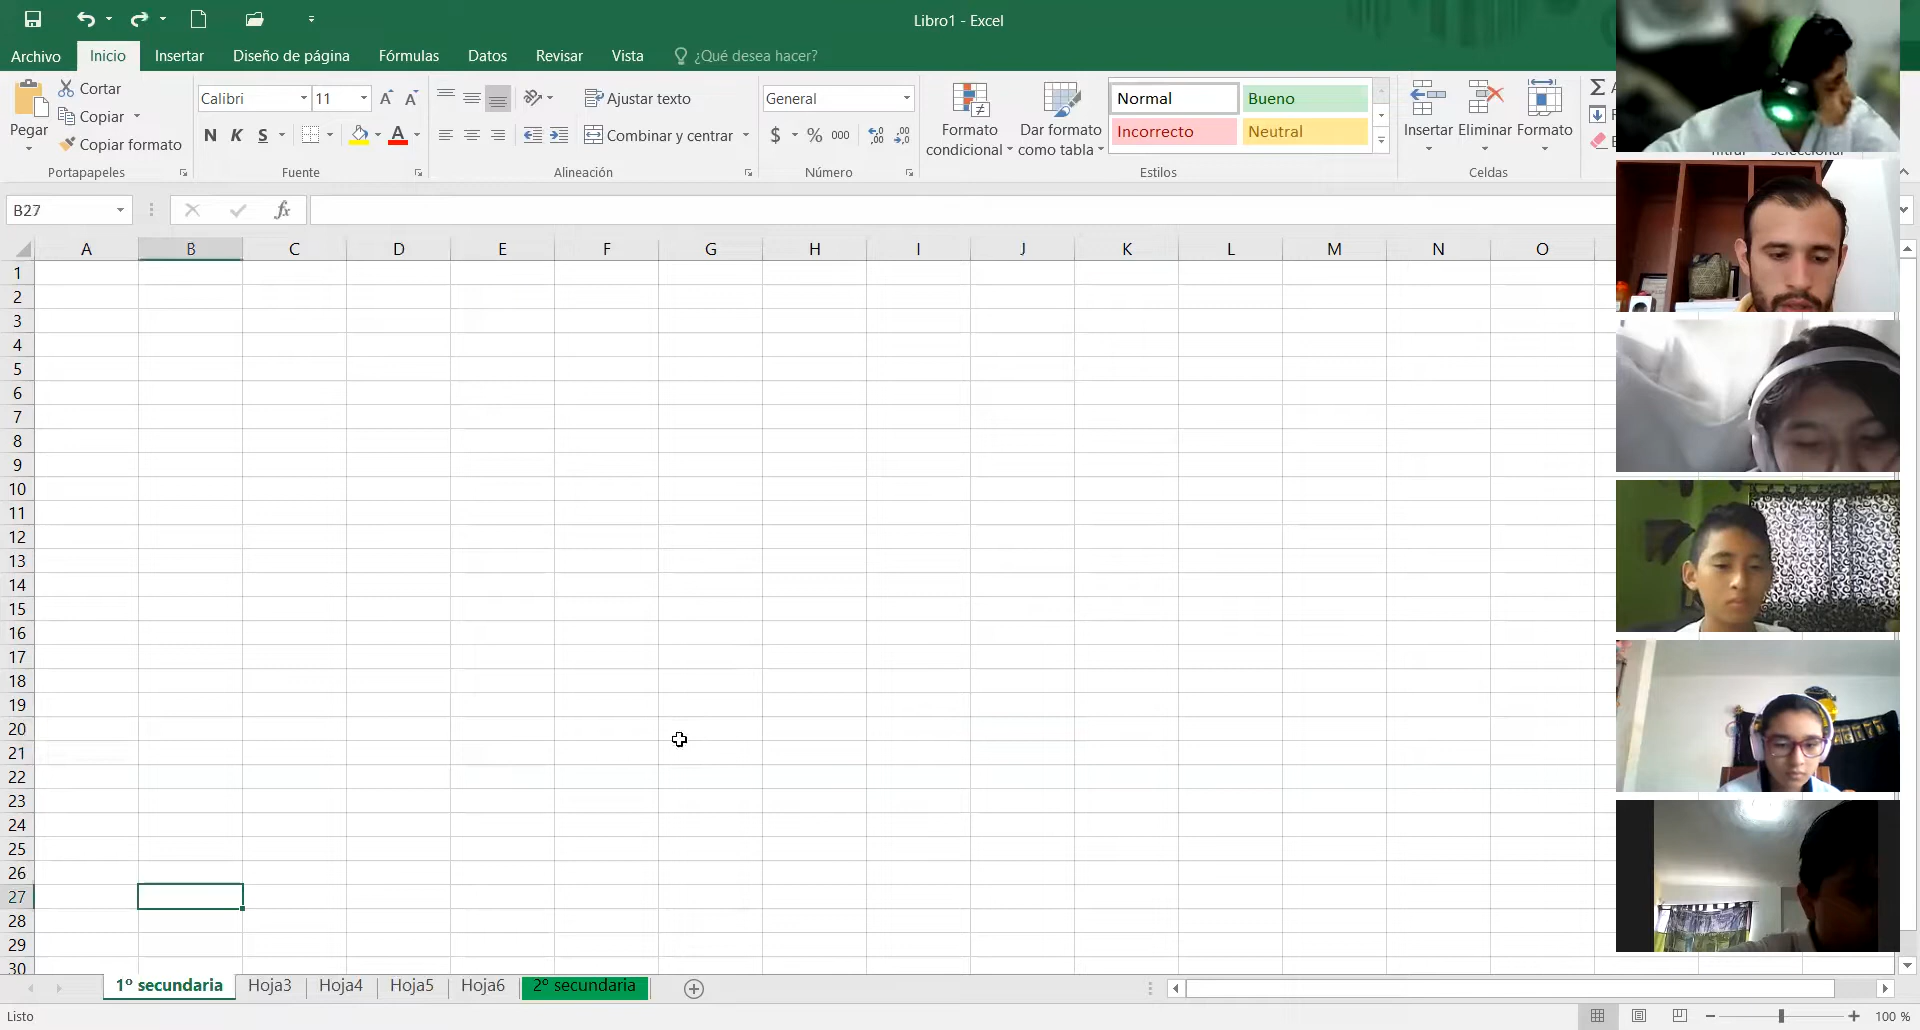 Libro1 - Excel
Archivo Inicio Insertar Diseño de página Fórmulas Datos Revisar Vista ¿Qué desea hacer?
Pegar
Cortar
Copiar
Copiar formato
Portapapeles
Calibri 11
N K S
Fuente
Ajustar texto
Combinar y centrar
Alineación
General
$ % 000
Número
Formato condicional
Dar formato como tabla
Normal Bueno
Incorrecto Neutral
Estilos
Insertar Eliminar Formato
Celdas
B27
fx
A B C D E F G H I J K L M N O
1
2
3
4
5
6
7
8
9
10
11
12
13
14
15
16
17
18
19
20
21
22
23
24
25
26
27
28
29
30
1º secundaria Hoja3 Hoja4 Hoja5 Hoja6 2º secundaria
Listo
100 %